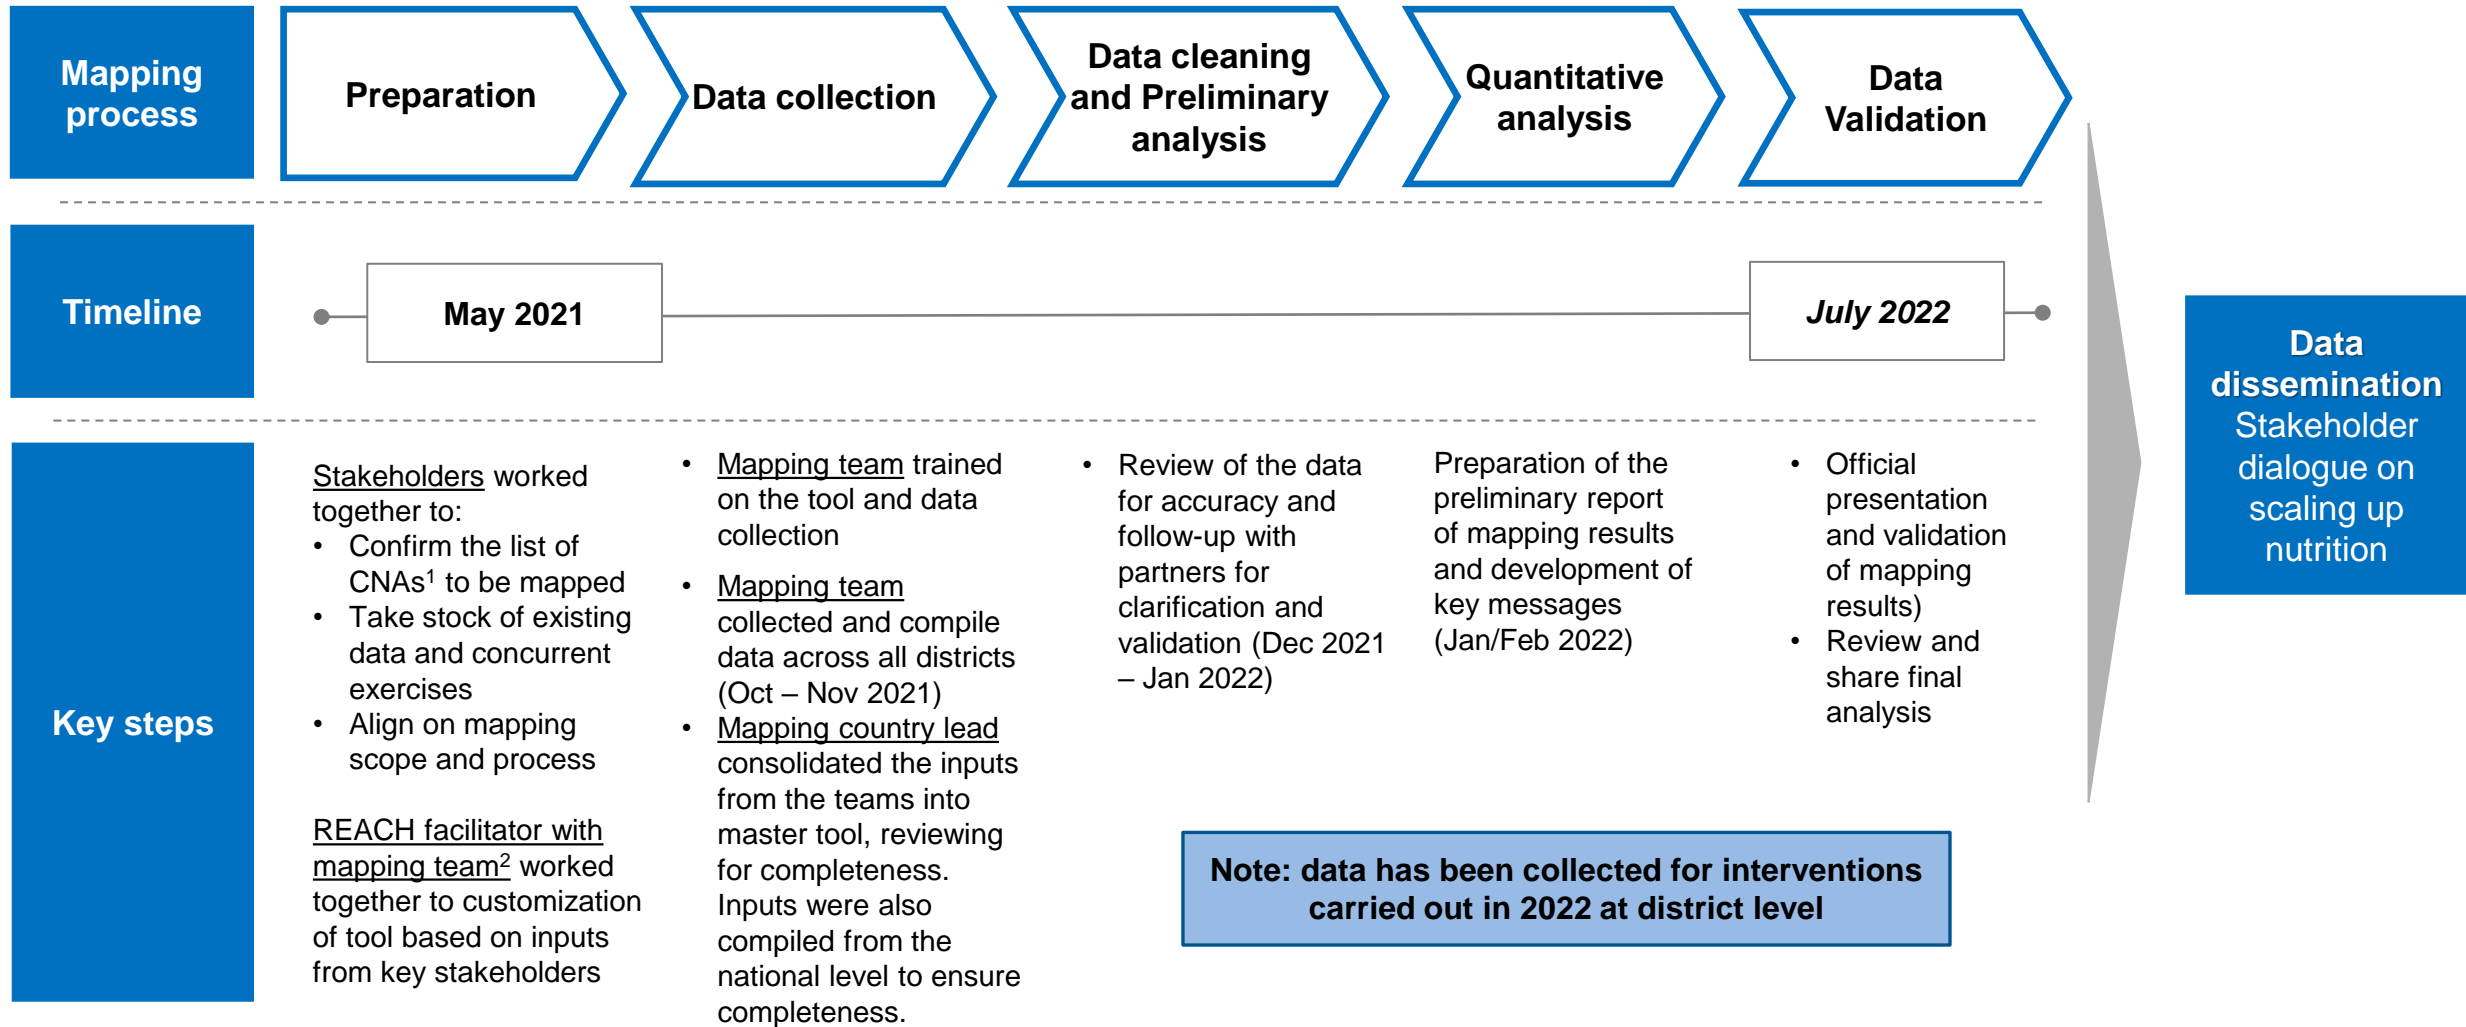 Mapping
process
Preparation
Data collection
Data cleaning
and Preliminary
analysis
Quantitative
analysis
Data
Validation
Timeline
May 2021
July 2022
Key steps
Stakeholders worked
together to:
• Confirm the list of
CNAs¹ to be mapped
• Take stock of existing
data and concurrent
exercises
• Align on mapping
scope and process
REACH facilitator with
mapping team² worked
together to customization
of tool based on inputs
from key stakeholders
• Mapping team trained
on the tool and data
collection
• Mapping team
collected and compile
data across all districts
(Oct – Nov 2021)
• Mapping country lead
consolidated the inputs
from the teams into
master tool, reviewing
for completeness.
Inputs were also
compiled from the
national level to ensure
completeness.
• Review of the data
for accuracy and
follow-up with
partners for
clarification and
validation (Dec 2021
– Jan 2022)
Preparation of the
preliminary report
of mapping results
and development of
key messages
(Jan/Feb 2022)
• Official
presentation
and validation
of mapping
results)
• Review and
share final
analysis
Note: data has been collected for interventions
carried out in 2022 at district level
Data
dissemination
Stakeholder
dialogue on
scaling up
nutrition